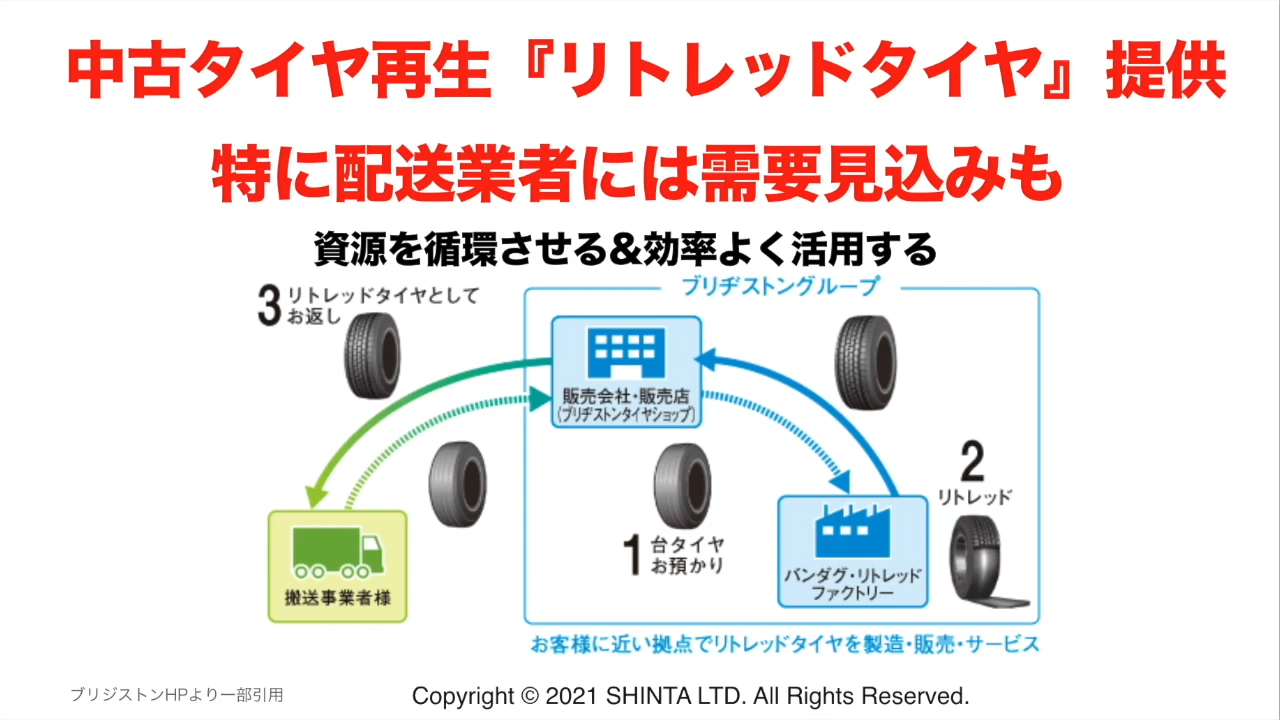 中古タイヤ再生『リトレッドタイヤ』提供
特に配送業者には需要見込みも
資源を循環させる&効率よく活用する
ブリヂストングループ
3 リトレッドタイヤとして
お返し
販売会社・販売店
(ブリヂストンタイヤショップ)
2
リトレッド
1 台タイヤ
お預かり
搬送事業者様
バンダグ・リトレッド
ファクトリー
お客様に近い拠点でリトレッドタイヤを製造・販売・サービス
ブリジストンHPより一部引用
Copyright © 2021 SHINTA LTD. All Rights Reserved.